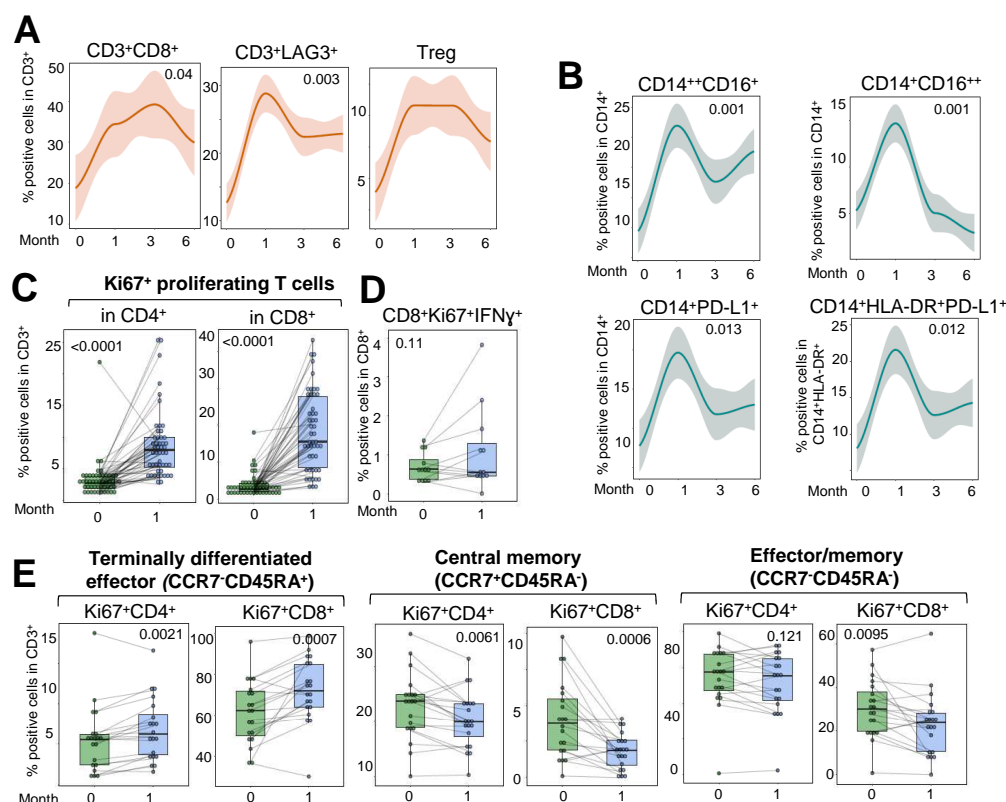 A
CD3+CD8+
CD3+LAG3+
Treg
% positive cells in CD3+
50
40
30
20
10
0.04
30
20
10
0.003
10
5
Month
0 1 3 6
0 1 3 6
0 1 3 6
B
CD14++CD16+
CD14+CD16++
% positive cells in CD14+
25
20
15
10
0.001
% positive cells in CD14+
15
10
5
0.001
Month
0 1 3 6
0 1 3 6
CD14+PD-L1+
CD14+HLA-DR+PD-L1+
% positive cells in CD14+
20
15
10
0.013
% positive cells in
CD14+HLA-DR+
25
20
15
10
5
0.012
Month
0 1 3 6
0 1 3 6
C
Ki67+ proliferating T cells
in CD4+
in CD8+
% positive cells in CD3+
<0.0001
25
15
5
<0.0001
40
30
20
10
0
Month
0 1
0 1
D
CD8+Ki67+IFNɣ+
% positive cells in CD8+
0.11
4
3
2
1
0
Month
0 1
E
Terminally differentiated
effector (CCR7-CD45RA+)
Central memory
(CCR7+CD45RA-)
Effector/memory
(CCR7-CD45RA-)
Ki67+CD4+
Ki67+CD8+
Ki67+CD4+
Ki67+CD8+
Ki67+CD4+
Ki67+CD8+
% positive cells in CD3+
15
10
5
0.0021
100
80
60
40
0.0007
30
20
10
0.0061
10
5
0
0.0006
80
40
0
0.121
60
40
20
0
0.0095
Month
0 1
0 1
0 1
0 1
0 1
0 1